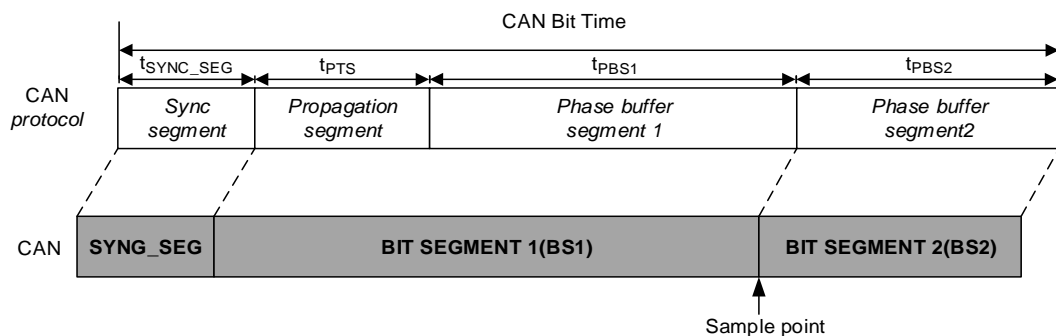 CAN Bit Time
tSYNC_SEG
tPTS
tPBS1
tPBS2
CAN
protocol
Sync
segment
Propagation
segment
Phase buffer
segment 1
Phase buffer
segment2
CAN
SYNG_SEG
BIT SEGMENT 1(BS1)
BIT SEGMENT 2(BS2)
Sample point